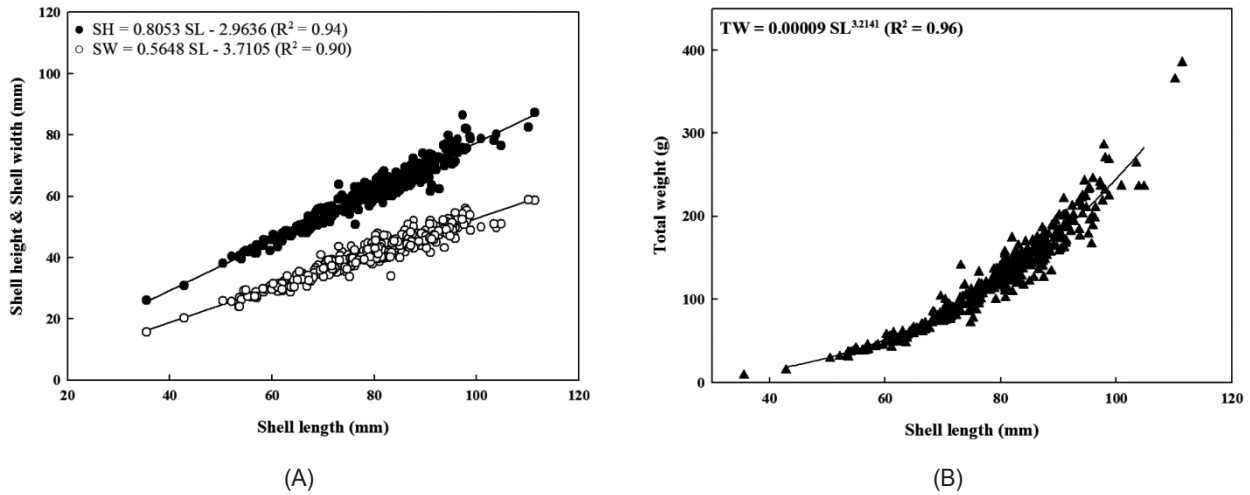 120
100
80
60
40
20
0
Shell height & Shell width (mm)
SH = 0.8053 SL - 2.9636 (R² = 0.94)
SW = 0.5648 SL - 3.7105 (R² = 0.90)
20 40 60 80 100 120
Shell length (mm)
(A)
400
300
200
100
0
Total weight (g)
TW = 0.00009 SL³·²¹⁴¹ (R² = 0.96)
40 60 80 100 120
Shell length (mm)
(B)